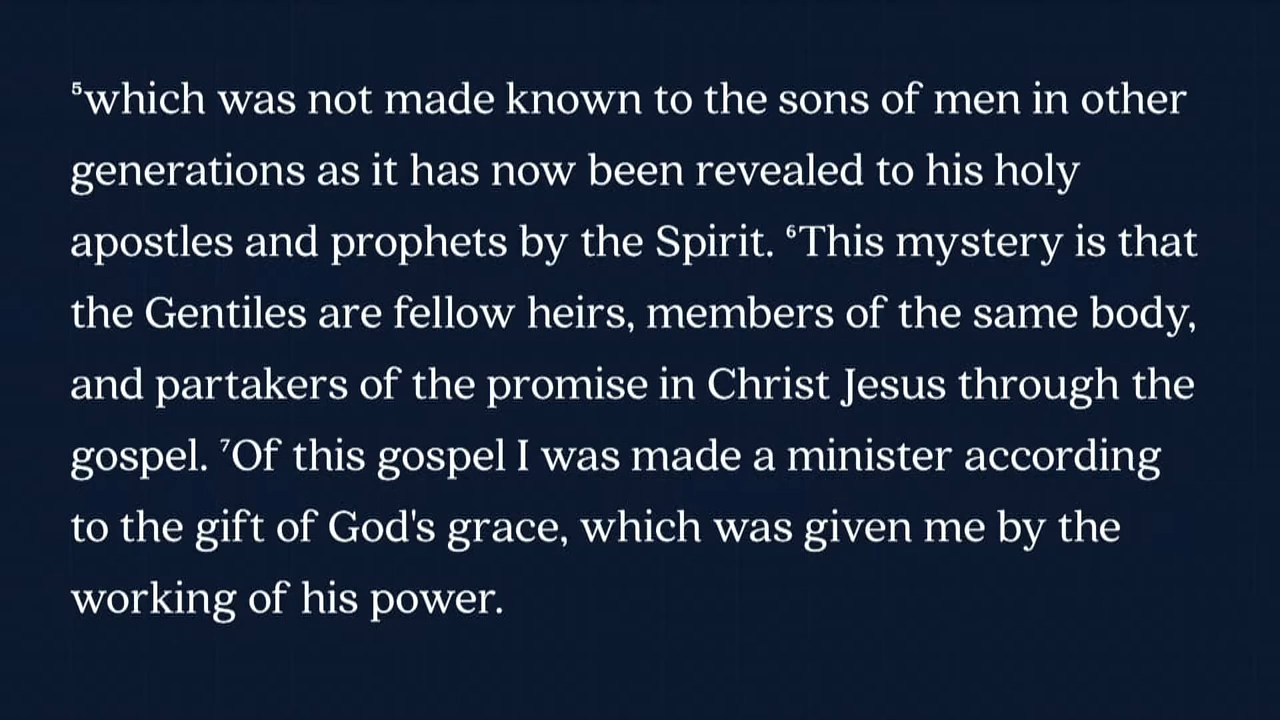 ⁵which was not made known to the sons of men in other
generations as it has now been revealed to his holy
apostles and prophets by the Spirit. ⁶This mystery is that
the Gentiles are fellow heirs, members of the same body,
and partakers of the promise in Christ Jesus through the
gospel. ⁷Of this gospel I was made a minister according
to the gift of God's grace, which was given me by the
working of his power.